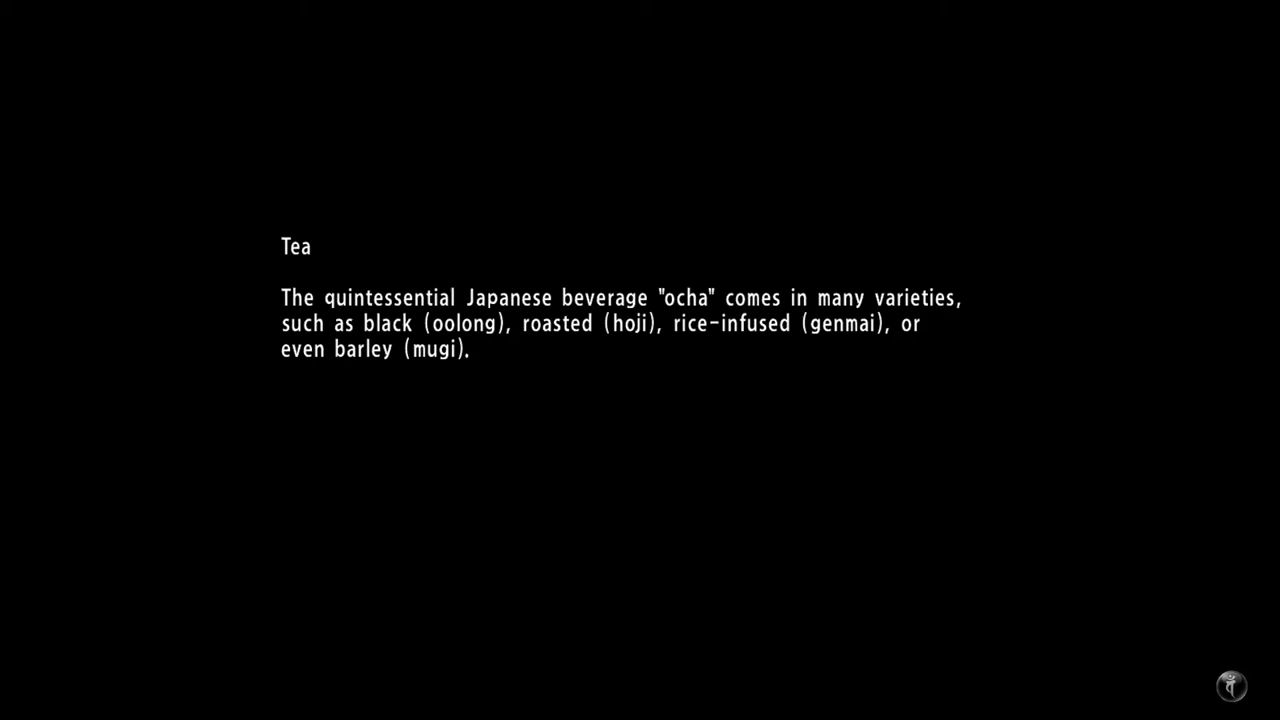 Tea
The quintessential Japanese beverage "ocha" comes in many varieties,
such as black (oolong), roasted (hoji), rice-infused (genmai), or
even barley (mugi).